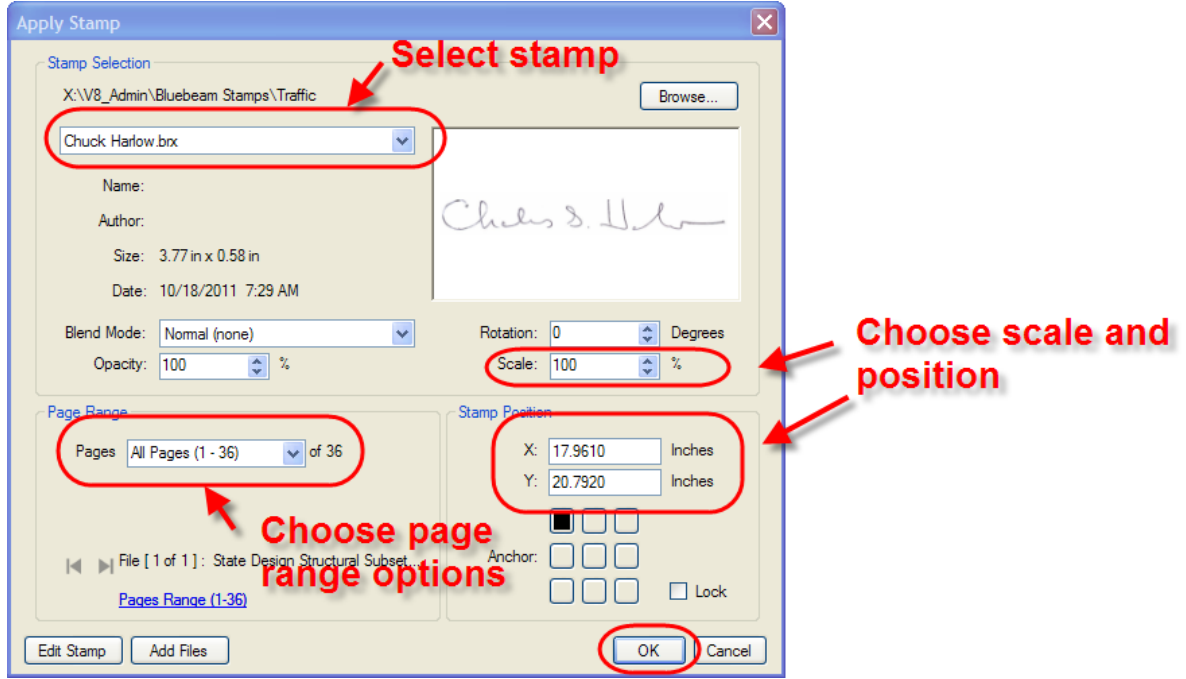 Apply Stamp
Select stamp
Stamp Selection
X:\V8_Admin\Bluebeam Stamps\Traffic
Browse...
Chuck Harlow.brx
Name:
Author:
Size: 3.77 in x 0.58 in
Date: 10/18/2011 7:29 AM
Blend Mode: Normal (none)
Rotation: 0 Degrees
Opacity: 100 %
Scale: 100 %
Choose scale and
position
Page Range
Stamp Position
Pages All Pages (1 - 36) of 36
X: 17.9610 Inches
Y: 20.7920 Inches
Choose page
range options
Anchor:
File [ 1 of 1 ] : State Design Structural Subset...
Lock
Pages Range (1-36)
Edit Stamp
Add Files
OK
Cancel